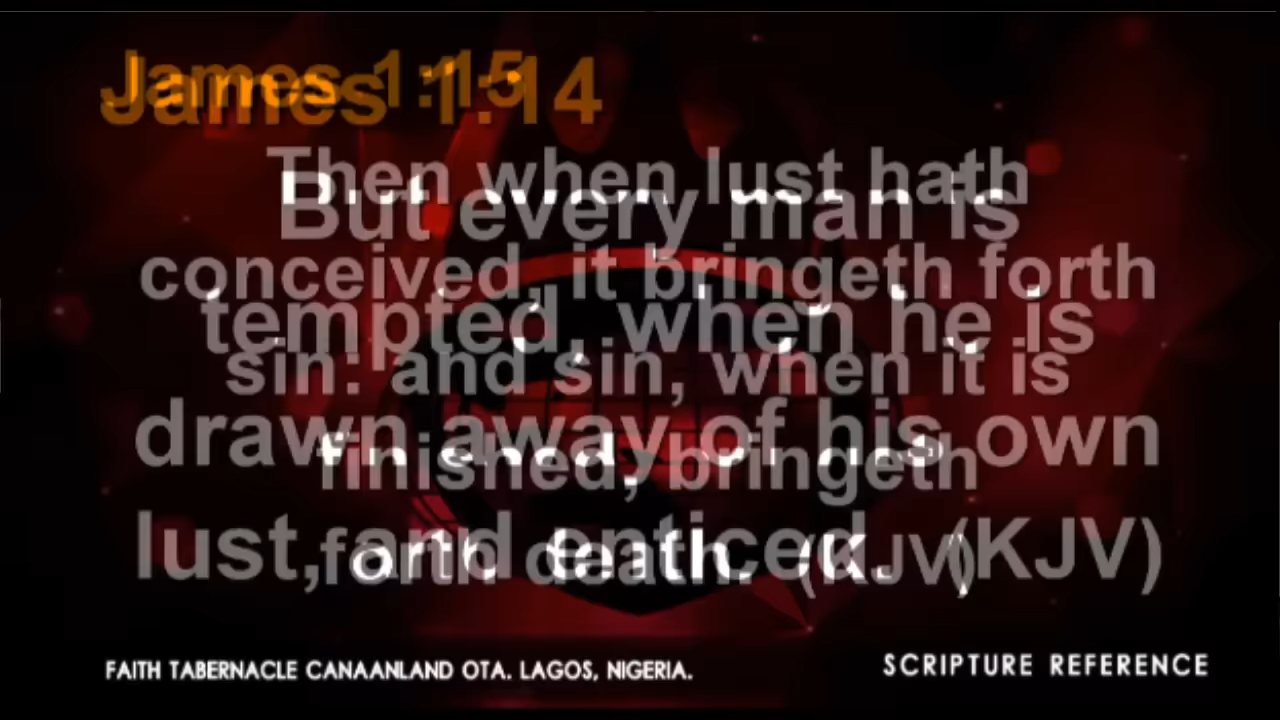 James 1:14
But every man is
tempted, when he is
drawn away of his own
lust, and enticed. (KJV)
James 1:15
Then when lust hath
conceived, it bringeth forth
sin: and sin, when it is
finished, bringeth
forth death. (KJV)
FAITH TABERNACLE CANAANLAND OTA. LAGOS, NIGERIA.
SCRIPTURE REFERENCE